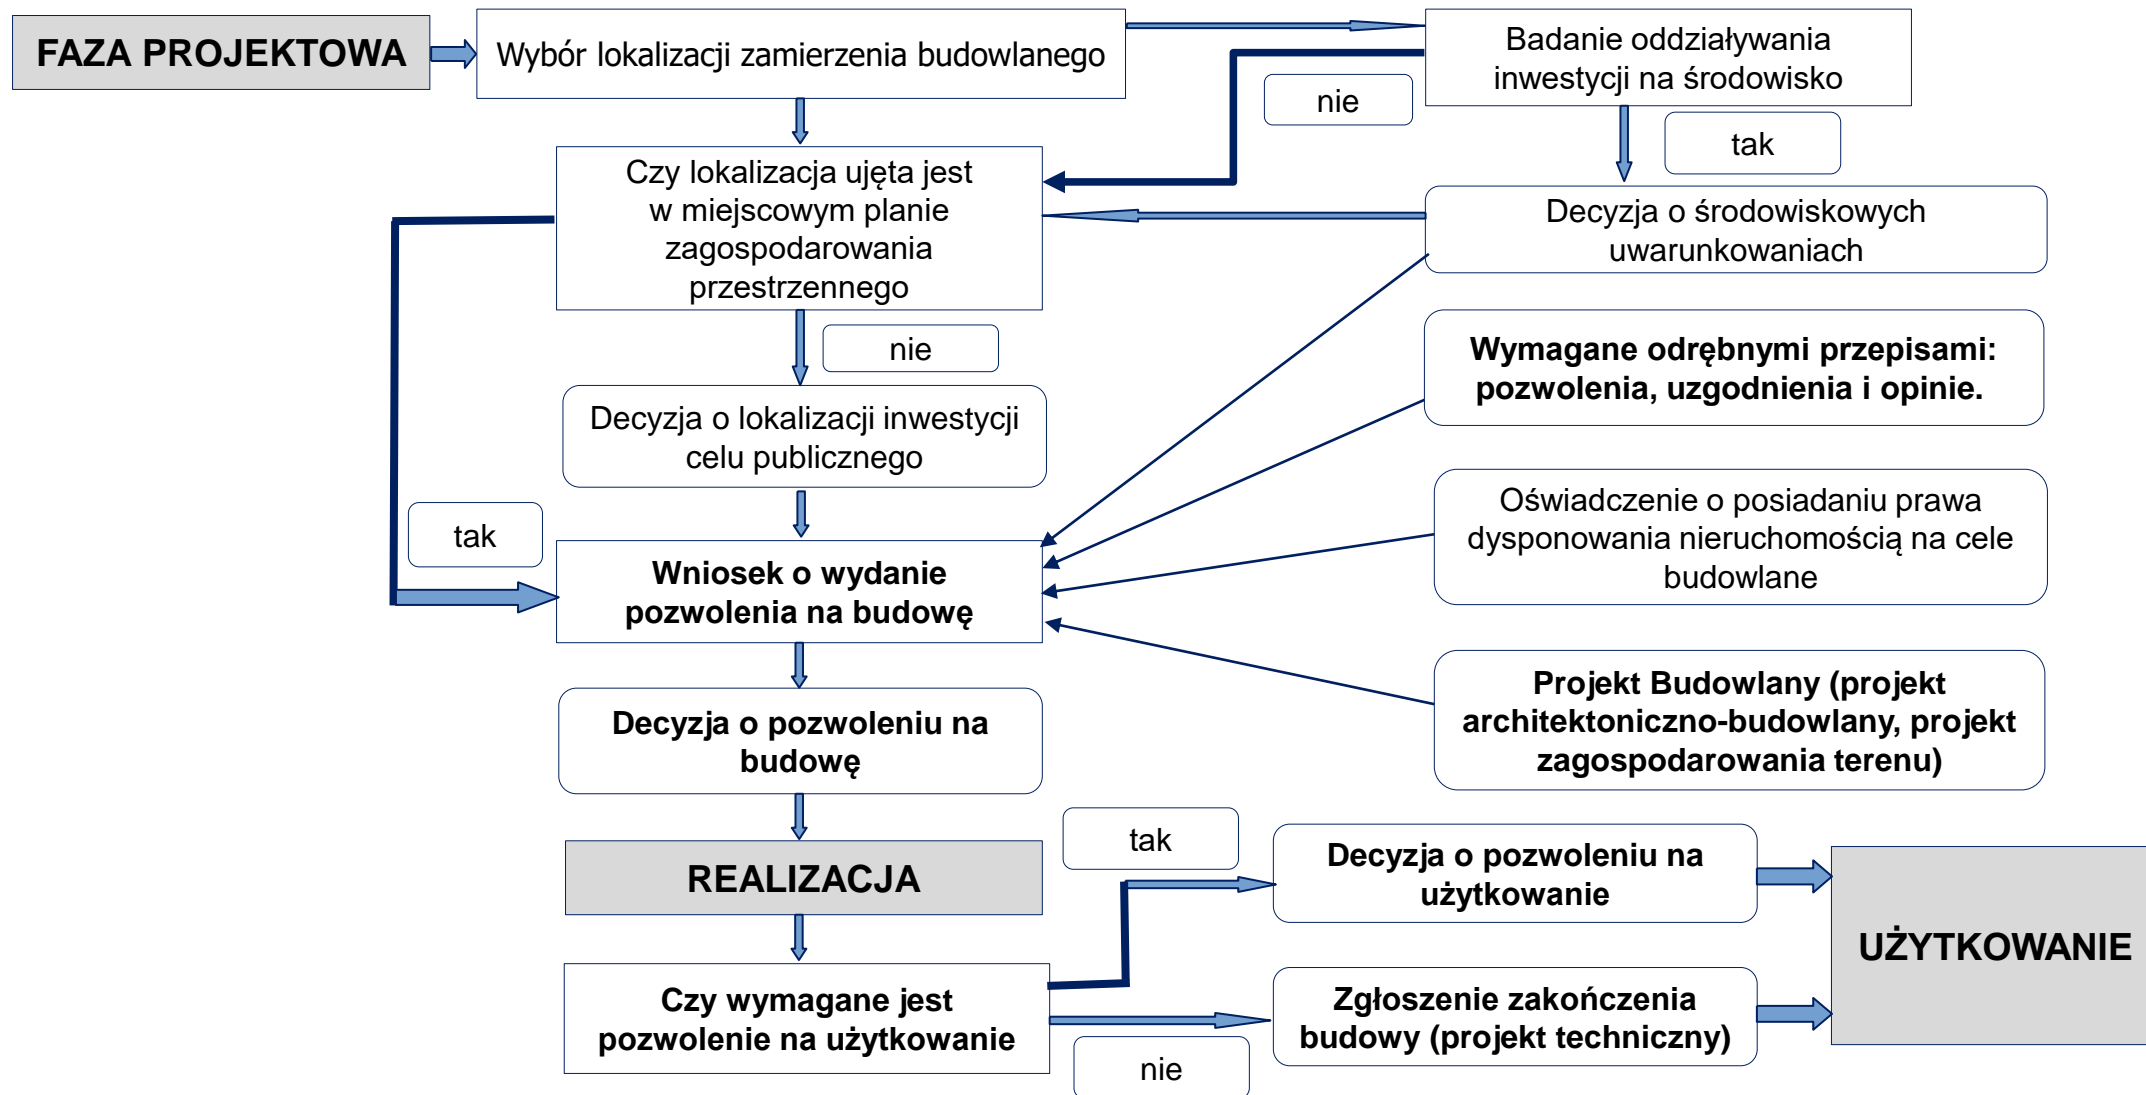 FAZA PROJEKTOWA
Wybór lokalizacji zamierzenia budowlanego
Badanie oddziaływania
inwestycji na środowisko
nie
tak
Czy lokalizacja ujęta jest
w miejscowym planie
zagospodarowania
przestrzennego
Decyzja o środowiskowych
uwarunkowaniach
nie
Wymagane odrębnymi przepisami:
pozwolenia, uzgodnienia i opinie.
Decyzja o lokalizacji inwestycji
celu publicznego
tak
Oświadczenie o posiadaniu prawa
dysponowania nieruchomością na cele
budowlane
Wniosek o wydanie
pozwolenia na budowę
Projekt Budowlany (projekt
architektoniczno-budowlany, projekt
zagospodarowania terenu)
Decyzja o pozwoleniu na
budowę
REALIZACJA
tak
Decyzja o pozwoleniu na
użytkowanie
UŻYTKOWANIE
Czy wymagane jest
pozwolenie na użytkowanie
Zgłoszenie zakończenia
budowy (projekt techniczny)
nie